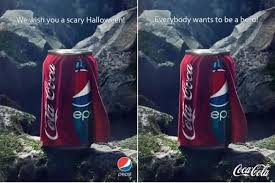 We wish you a scary Halloween!
Coca-Cola
ep
pepsi
Everybody wants to be a hero!
Coca-Cola
ep
Coca-Cola